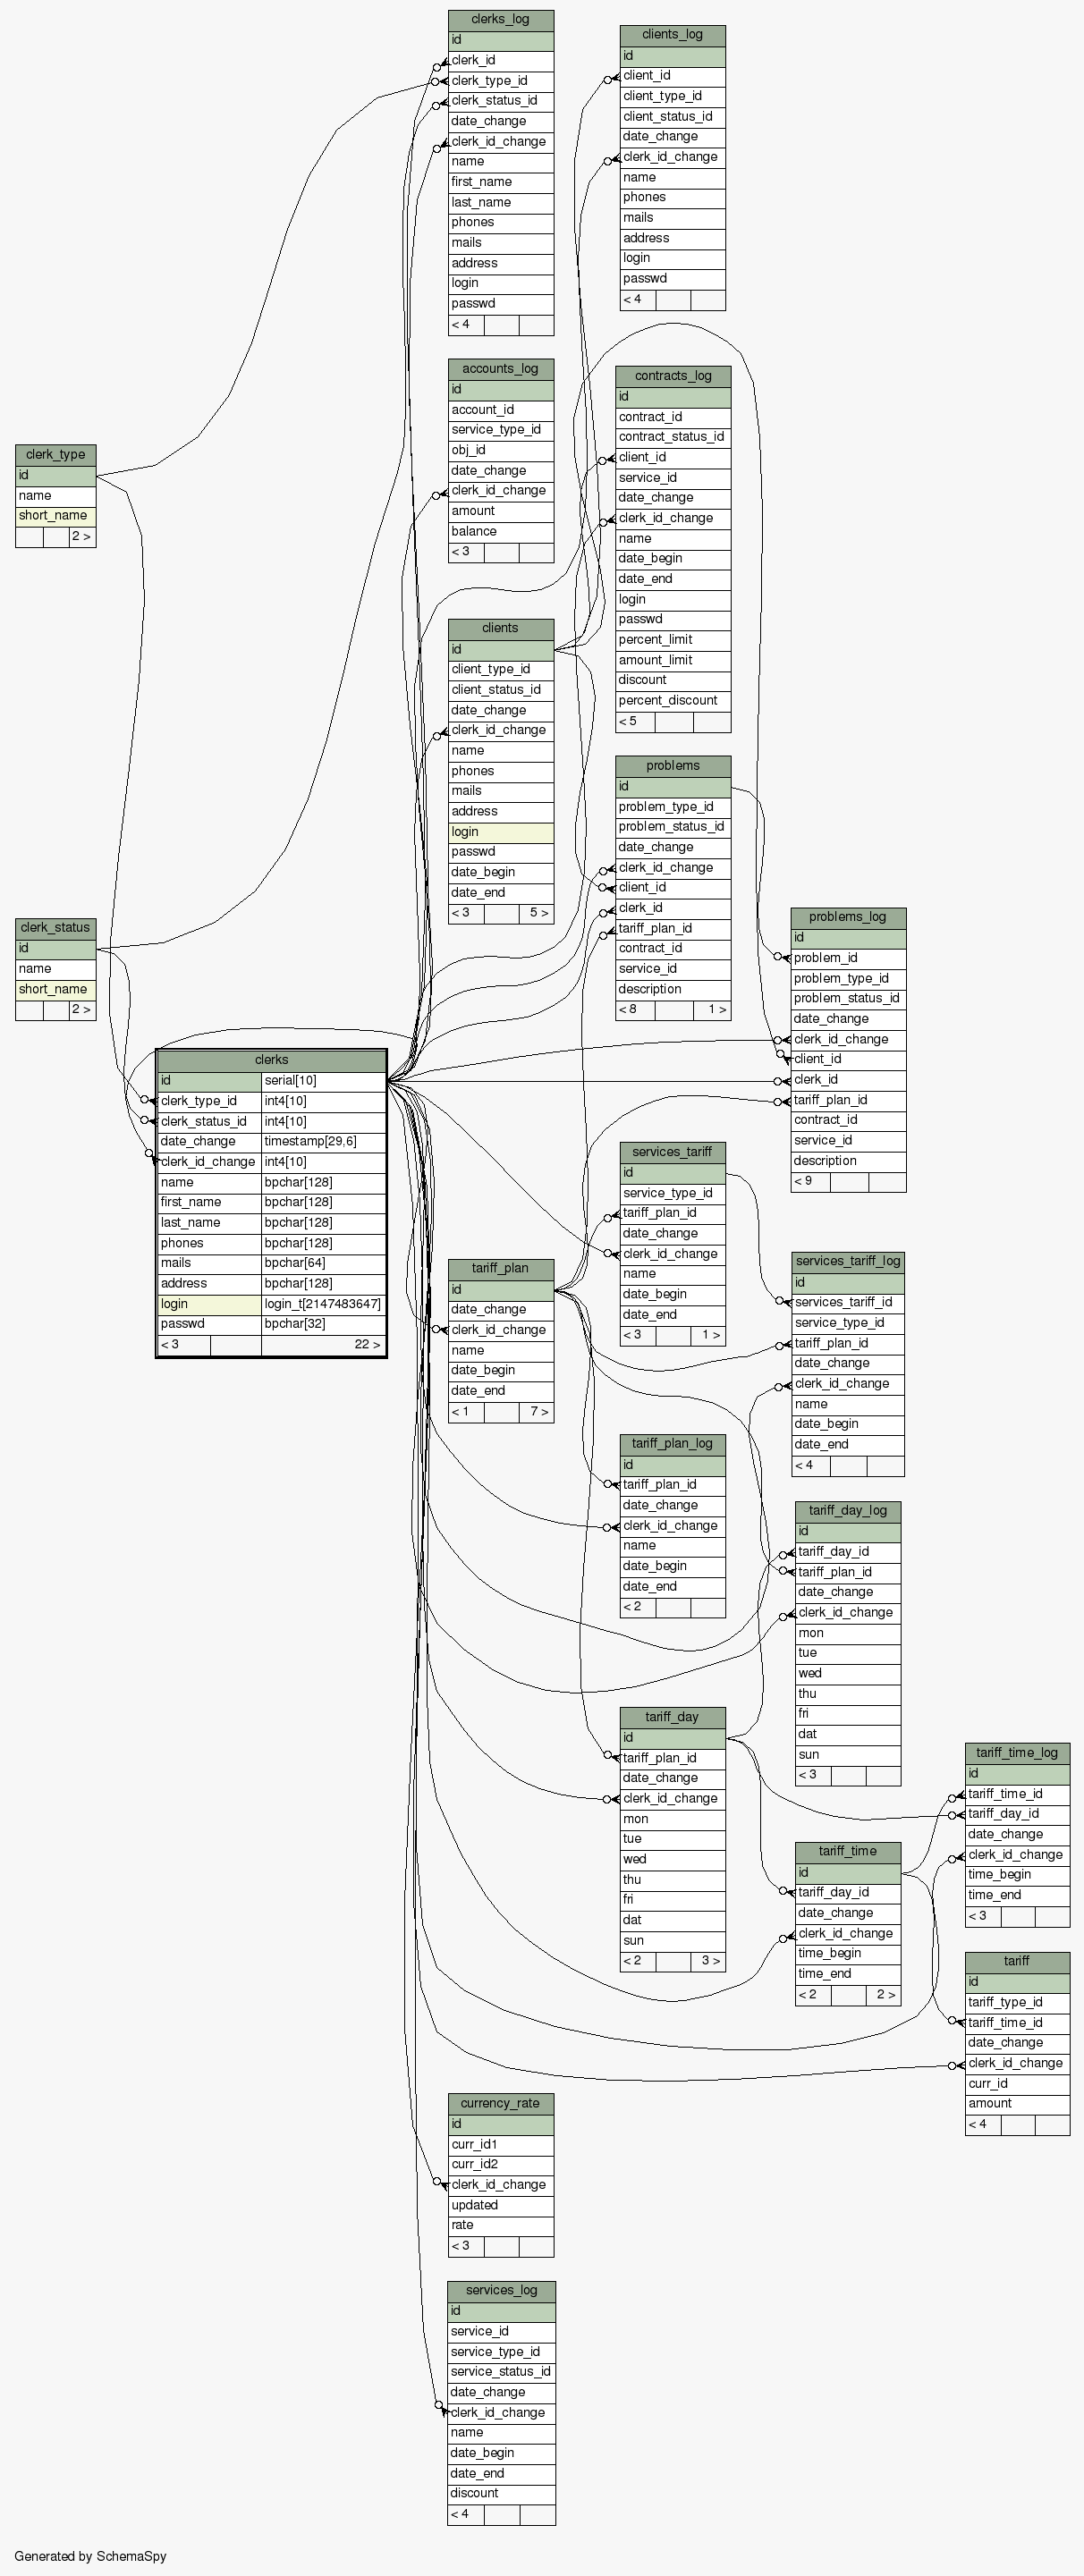 clerks_log
id
clerk_id
clerk_type_id
clerk_status_id
date_change
clerk_id_change
name
first_name
last_name
phones
mails
address
login
passwd
< 4
clients_log
id
client_id
client_type_id
client_status_id
date_change
clerk_id_change
name
phones
mails
address
login
passwd
< 4
accounts_log
id
account_id
service_type_id
obj_id
date_change
clerk_id_change
amount
balance
< 3
contracts_log
id
contract_id
contract_status_id
client_id
service_id
date_change
clerk_id_change
name
date_begin
date_end
login
passwd
percent_limit
amount_limit
discount
percent_discount
< 5
clerk_type
id
name
short_name
2 >
clients
id
client_type_id
client_status_id
date_change
clerk_id_change
name
phones
mails
address
login
passwd
date_begin
date_end
< 3 5 >
problems
id
problem_type_id
problem_status_id
date_change
clerk_id_change
client_id
clerk_id
tariff_plan_id
contract_id
service_id
description
< 8 1 >
clerk_status
id
name
short_name
2 >
problems_log
id
problem_id
problem_type_id
problem_status_id
date_change
clerk_id_change
client_id
clerk_id
tariff_plan_id
contract_id
service_id
description
< 9
clerks
id serial[10]
clerk_type_id int4[10]
clerk_status_id int4[10]
date_change timestamp[29,6]
clerk_id_change int4[10]
name bpchar[128]
first_name bpchar[128]
last_name bpchar[128]
phones bpchar[128]
mails bpchar[64]
address bpchar[128]
login login_t[2147483647]
passwd bpchar[32]
< 3 22 >
services_tariff
id
service_type_id
tariff_plan_id
date_change
clerk_id_change
name
date_begin
date_end
< 3 1 >
tariff_plan
id
date_change
clerk_id_change
name
date_begin
date_end
< 1 7 >
services_tariff_log
id
services_tariff_id
service_type_id
tariff_plan_id
date_change
clerk_id_change
name
date_begin
date_end
< 4
tariff_plan_log
id
tariff_plan_id
date_change
clerk_id_change
name
date_begin
date_end
< 2
tariff_day_log
id
tariff_day_id
tariff_plan_id
date_change
clerk_id_change
mon
tue
wed
thu
fri
dat
sun
< 3
tariff_day
id
tariff_plan_id
date_change
clerk_id_change
mon
tue
wed
thu
fri
dat
sun
< 2 3 >
tariff_time_log
id
tariff_time_id
tariff_day_id
date_change
clerk_id_change
time_begin
time_end
< 3
tariff_time
id
tariff_day_id
date_change
clerk_id_change
time_begin
time_end
< 2 2 >
tariff
id
tariff_type_id
tariff_time_id
date_change
clerk_id_change
curr_id
amount
< 4
currency_rate
id
curr_id1
curr_id2
clerk_id_change
updated
rate
< 3
services_log
id
service_id
service_type_id
service_status_id
date_change
clerk_id_change
name
date_begin
date_end
discount
< 4
Generated by SchemaSpy